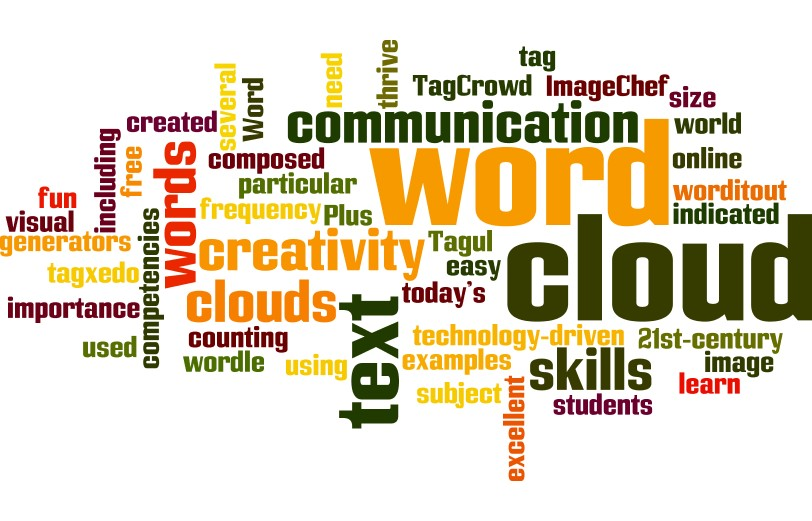 tag
thrive
need
several
Word
TagCrowd
ImageChef
size
created
communication
world
including
free
words
composed
word
online
particular
worditout
fun
visual
frequency
Plus
indicated
generators
competencies
creativity
Tagul
cloud
tagxedo
easy
importance
clouds
today's
text
used
counting
technology-driven
21st-century
wordle
using
examples
skills
image
subject
learn
students
excellent